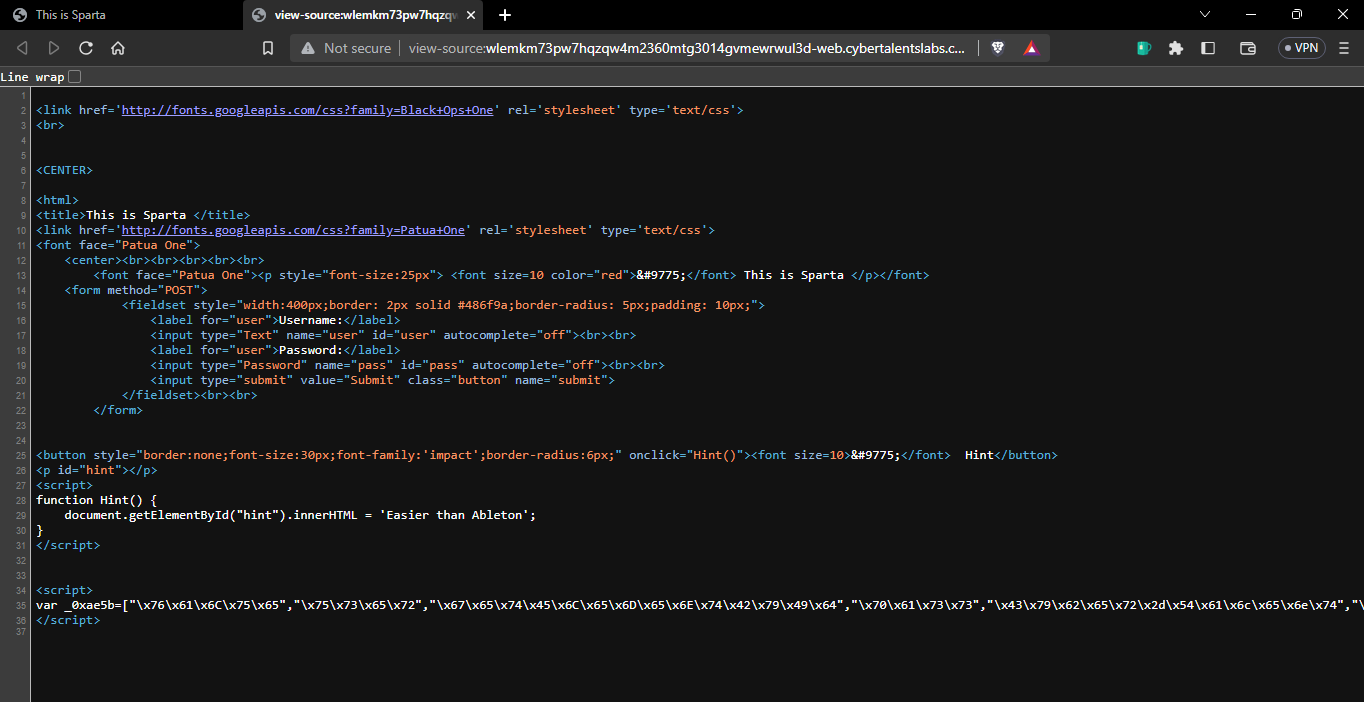 This is Sparta
view-source:wlemkm73pw7hqzqw
Not secure
view-source:wlemkm73pw7hqzqw4m2360mtg3014gvmewrwul3d-web.cybertalentslabs.c...
VPN
Line wrap
1
2 <link href='http://fonts.googleapis.com/css?family=Black+Ops+One' rel='stylesheet' type='text/css'>
3 <br>
4
5
6 <CENTER>
7
8 <html>
9 <title>This is Sparta </title>
10 <link href='http://fonts.googleapis.com/css?family=Patua+One' rel='stylesheet' type='text/css'>
11 <font face="Patua One">
12 <center><br><br><br><br><br>
13 <font face="Patua One"><p style="font-size:25px"> <font size=10 color="red">&#9775;</font> This is Sparta </p></font>
14 <form method="POST">
15 <fieldset style="width:400px;border: 2px solid #486f9a;border-radius: 5px;padding: 10px;">
16 <label for="user">Username:</label>
17 <input type="Text" name="user" id="user" autocomplete="off"><br><br>
18 <label for="user">Password:</label>
19 <input type="Password" name="pass" id="pass" autocomplete="off"><br><br>
20 <input type="submit" value="Submit" class="button" name="submit">
21 </fieldset><br><br>
22 </form>
23
24
25 <button style="border:none;font-size:30px;font-family:'impact';border-radius:6px;" onclick="Hint()"><font size=10>&#9775;</font>  Hint</button>
26 <p id="hint"></p>
27 <script>
28 function Hint() {
29 document.getElementById("hint").innerHTML = 'Easier than Ableton';
30 }
31 </script>
32
33
34 <script>
35 var _0xae5b=["\x76\x61\x6C\x75\x65","\x75\x73\x65\x72","\x67\x65\x74\x45\x6C\x65\x6D\x65\x6E\x74\x42\x79\x49\x64","\x70\x61\x73\x73","\x43\x79\x62\x65\x72\x2d\x54\x61\x6c\x65\x6e\x74","\
36 </script>
37